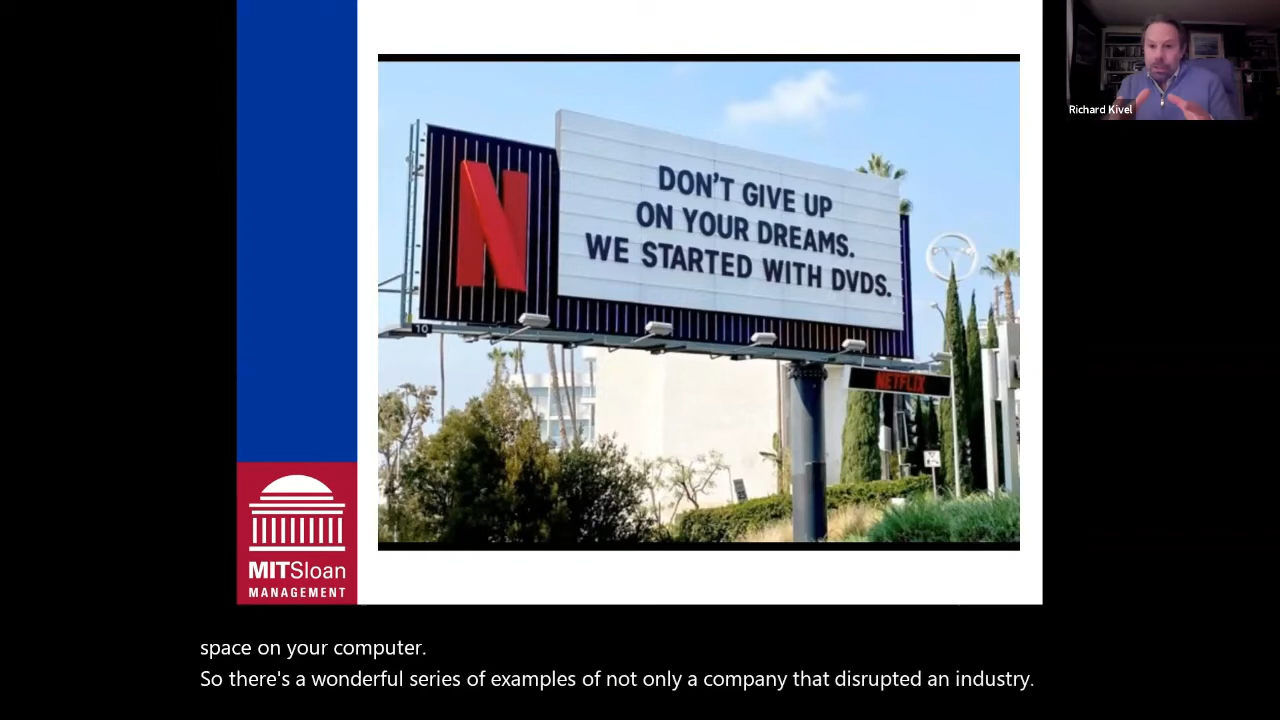 Richard Kivel
N
DON'T GIVE UP
ON YOUR DREAMS.
WE STARTED WITH DVDS.
10
NETFLIX
MITSloan
MANAGEMENT
space on your computer.
So there's a wonderful series of examples of not only a company that disrupted an industry.